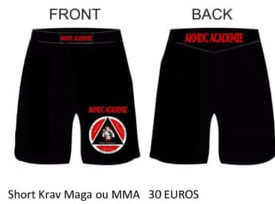 FRONT BACK
AKMDC ACADEMIE AKMDC ACADEMIE
AKMDC ACADEMIE
Short Krav Maga ou MMA 30 EUROS